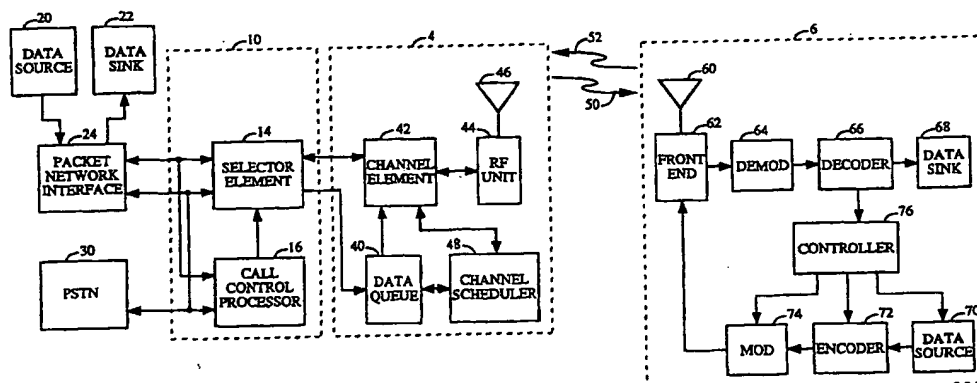 20
DATA
SOURCE
22
DATA
SINK
24
PACKET
NETWORK
INTERFACE
30
PSTN
10
14
SELECTOR
ELEMENT
16
CALL
CONTROL
PROCESSOR
4
42
CHANNEL
ELEMENT
46
44
RF
UNIT
40
DATA
QUEUE
48
CHANNEL
SCHEDULER
52
50
6
60
62
FRONT
END
64
DEMOD
66
DECODER
68
DATA
SINK
76
CONTROLLER
74
MOD
72
ENCODER
70
DATA
SOURCE